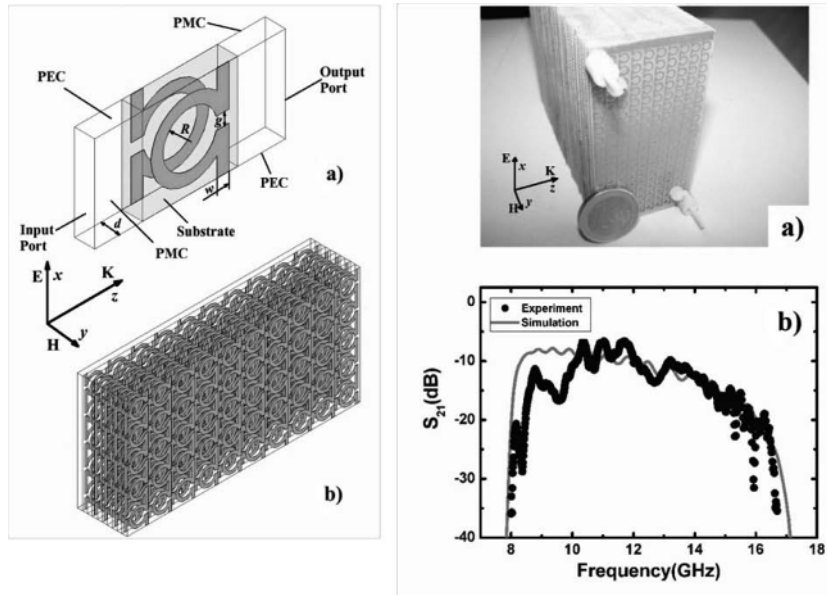 PMC
PEC
Output
Port
R
g
a)
w
PEC
d
Substrate
Input
Port
PMC
E x
K
z
H y
b)
E x
K
z
H y
a)
b)
Experiment
Simulation
S21(dB)
0
-10
-20
-30
-40
8 10 12 14 16 18
Frequency(GHz)